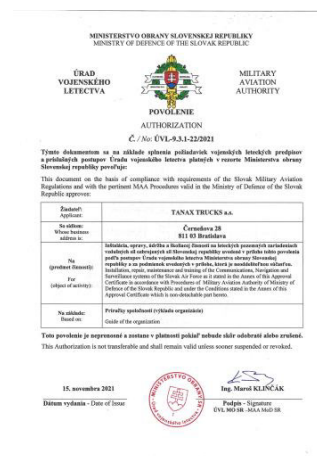 MINISTERSTVO OBRANY SLOVENSKEJ REPUBLIKY
MINISTRY OF DEFENCE OF THE SLOVAK REPUBLIC
ÚRAD
VOJENSKÉHO
LETECTVA
MILITARY
AVIATION
AUTHORITY
POVOLENIE
AUTHORIZATION
Č. / No: ÚVL-9.3.1-22/2021
Týmto dokumentom sa na základe splnenia požiadaviek vojenských leteckých predpisov
a príslušných postupov Úradu vojenského letectva platných v rezorte Ministerstva obrany
Slovenskej republiky povoľuje:
This document on the basis of compliance with requirements of the Slovak Military Aviation
Regulations and with the pertinent MAA Procedures valid in the Ministry of Defence of the Slovak
Republic approves:
Žiadateľ:
Applicant:
TANAX TRUCKS a.s.
So sídlom:
Whose business
address is:
Černošova 28
811 03 Bratislava
Na
(predmet činnosti):
For
(object of activity):
Inštalácia, opravy, údržba a školiacej činnosti na leteckých pozemných zariadeniach
vzdušných síl ozbrojených síl Slovenskej republiky uvedené v prílohe tohto povolenia
podľa postupov Úradu vojenského letectva Ministerstva obrany Slovenskej
republiky a za podmienok uvedených v prílohe, ktorá je neoddeliteľnou súčasťou.
Installation, repair, maintenance and training of the Communications, Navigation and
Surveillance systems of the Slovak Air Force as it stated in the Annex of this Approval
Certificate in accordance with Procedures of Military Aviation Authority of Ministry of
Defence of the Slovak Republic and under the Conditions stated in the Annex of this
Approval Certificate which is non-detachable part hereto.
Na základe:
Based on:
Príručky spoločnosti (výkladu organizácie)
Guide of the organization
Toto povolenie je neprenosné a zostane v platnosti pokiaľ nebude skôr odobraté alebo zrušené.
This Authorization is not transferable and shall remain valid unless sooner suspended or revoked.
15. novembra 2021
Dátum vydania - Date of Issue
Ing. Maroš KLINČÁK
Podpis - Signature
ÚVL MO SR - MAA MoD SR